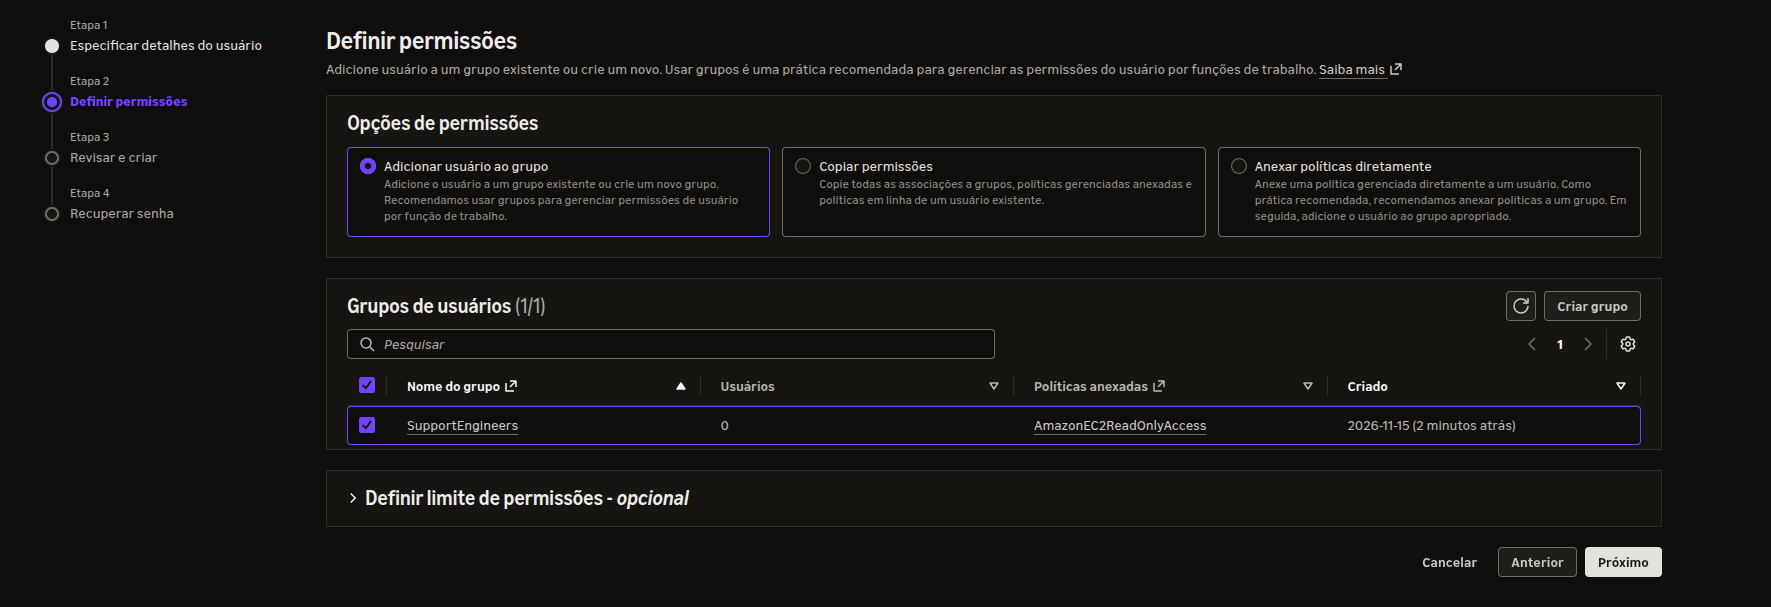 Etapa 1
Especificar detalhes do usuário
Etapa 2
Definir permissões
Etapa 3
Revisar e criar
Etapa 4
Recuperar senha
Definir permissões
Adicione usuário a um grupo existente ou crie um novo. Usar grupos é uma prática recomendada para gerenciar as permissões do usuário por funções de trabalho. Saiba mais
Opções de permissões
Adicionar usuário ao grupo
Adicione o usuário a um grupo existente ou crie um novo grupo.
Recomendamos usar grupos para gerenciar permissões de usuário
por função de trabalho.
Copiar permissões
Copie todas as associações a grupos, políticas gerenciadas anexadas e
políticas em linha de um usuário existente.
Anexar políticas diretamente
Anexe uma política gerenciada diretamente a um usuário. Como
prática recomendada, recomendamos anexar políticas a um grupo. Em
seguida, adicione o usuário ao grupo apropriado.
Grupos de usuários (1/1)
Criar grupo
Pesquisar
1
Nome do grupo Usuários Políticas anexadas Criado
SupportEngineers 0 AmazonEC2ReadOnlyAccess 2026-11-15 (2 minutos atrás)
Definir limite de permissões - opcional
Cancelar Anterior Próximo